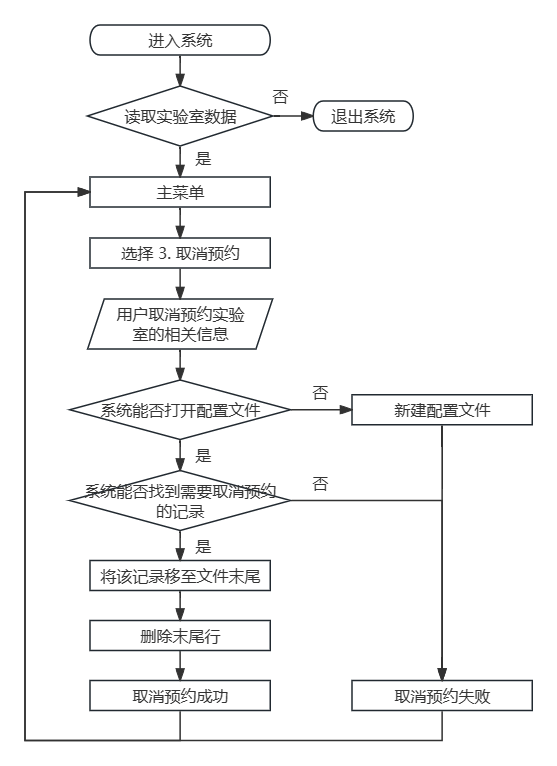 进入系统
读取实验室数据
否
退出系统
是
主菜单
选择 3. 取消预约
用户取消预约实验
室的相关信息
系统能否打开配置文件
否
新建配置文件
是
系统能否找到需要取消预约
的记录
否
是
将该记录移至文件末尾
删除末尾行
取消预约成功
取消预约失败